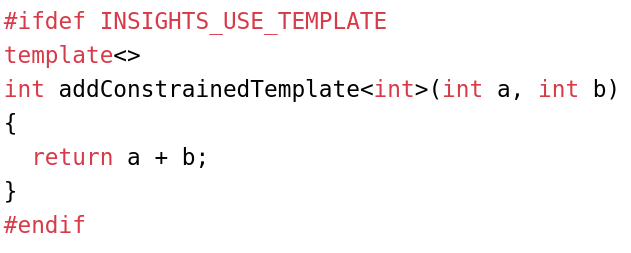 #ifdef INSIGHTS_USE_TEMPLATE
template<>
int addConstrainedTemplate<int>(int a, int b)
{
  return a + b;
}
#endif